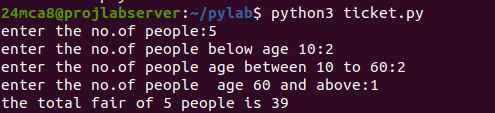 24mca8@projlabserver:~/pylab$ python3 ticket.py
enter the no.of people:5
enter the no.of people below age 10:2
enter the no.of people age between 10 to 60:2
enter the no.of people  age 60 and above:1
the total fair of 5 people is 39